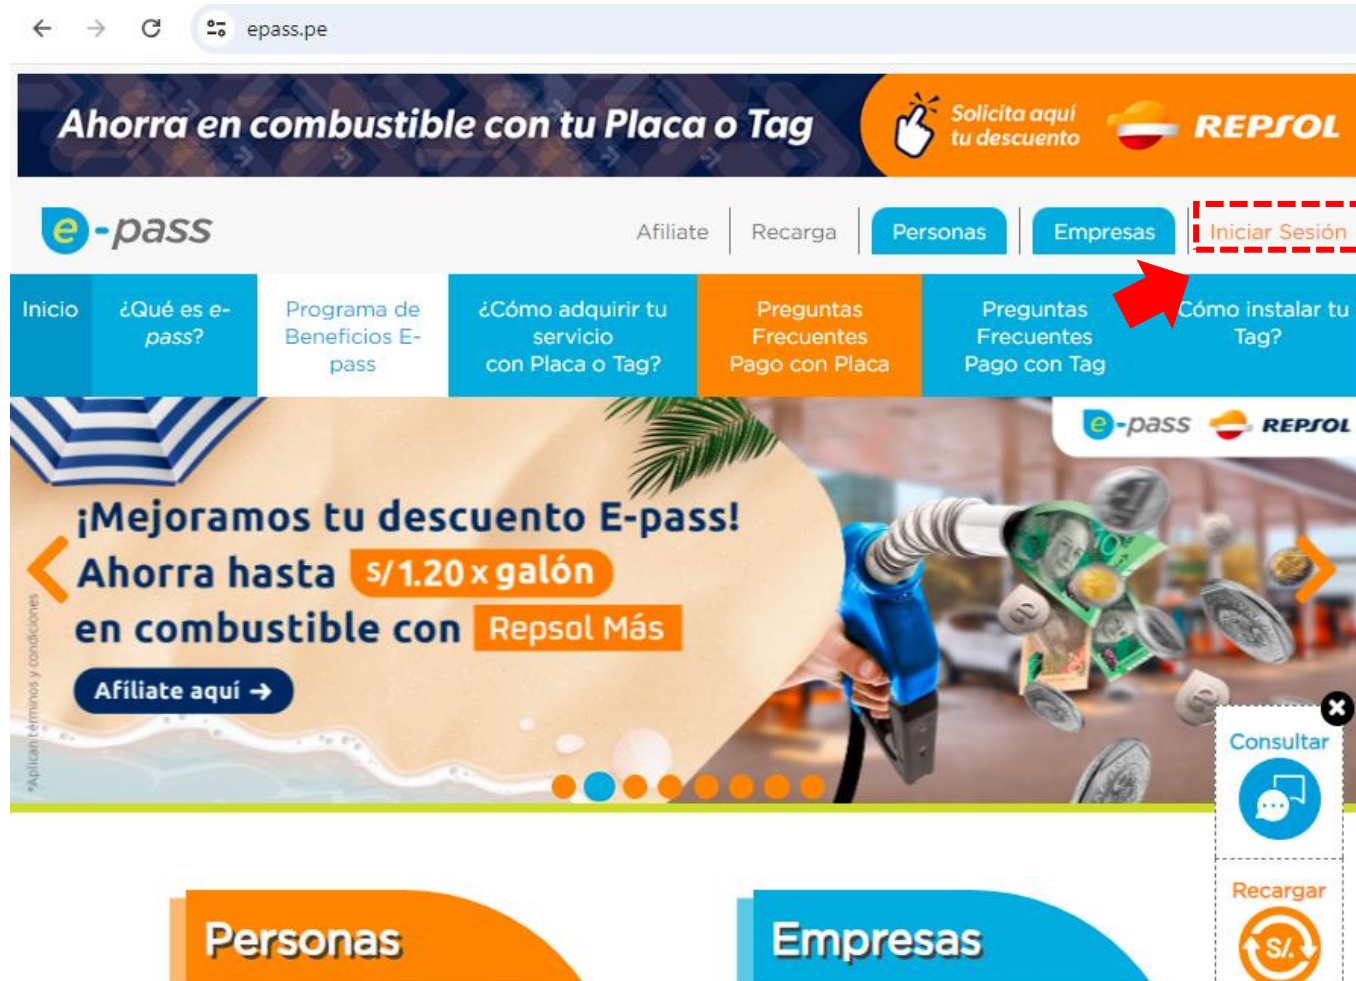 epass.pe
Ahorra en combustible con tu Placa o Tag
Solicita aquí
tu descuento
REPSOL
e-pass
Afiliate
Recarga
Personas
Empresas
Iniciar Sesión
Inicio
¿Qué es e-
pass?
Programa de
Beneficios E-
pass
¿Cómo adquirir tu
servicio
con Placa o Tag?
Preguntas
Frecuentes
Pago con Placa
Preguntas
Frecuentes
Pago con Tag
Cómo instalar tu
Tag?
e-pass
REPSOL
¡Mejoramos tu descuento E-pass!
Ahorra hasta S/1.20 x galón
en combustible con Repsol Más
Afíliate aquí →
*Aplican términos y condiciones
Consultar
Recargar
S/.
Personas
Empresas